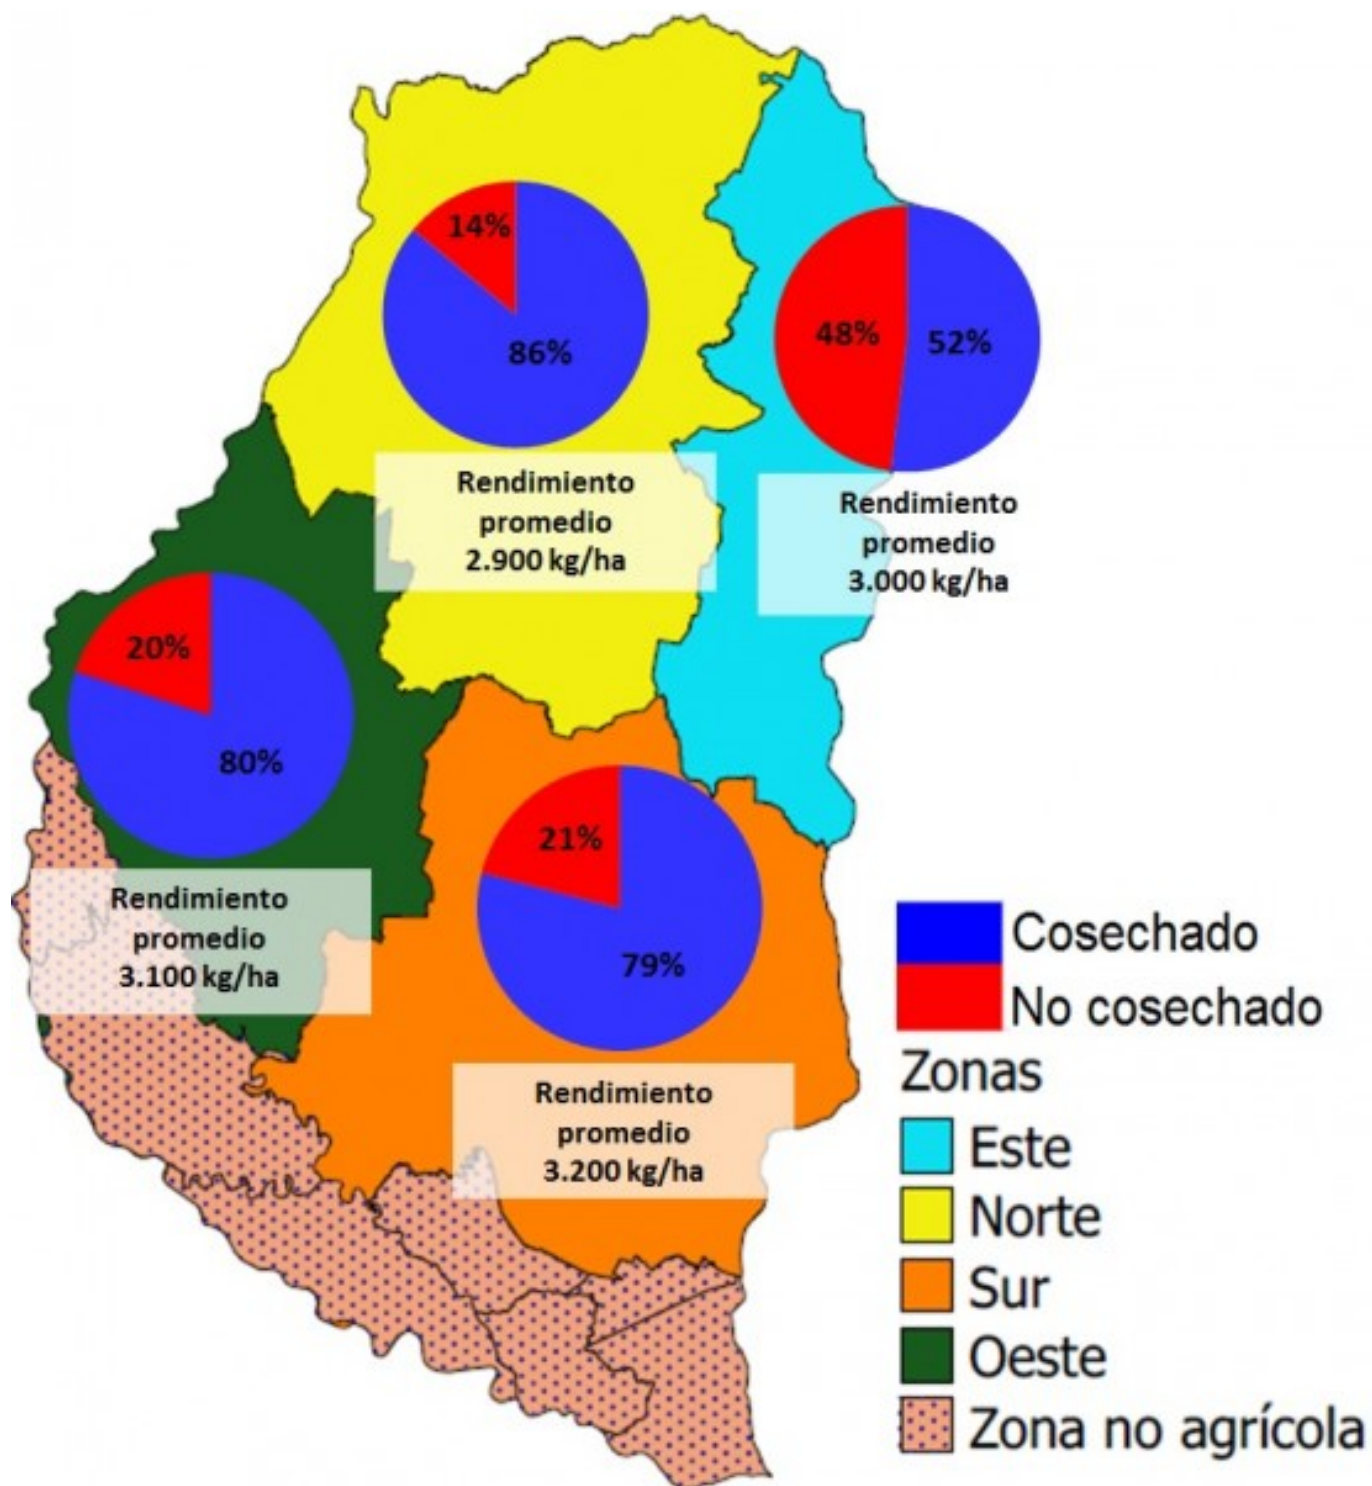 14%
86%
Rendimiento
promedio
2.900 kg/ha
48%
52%
Rendimiento
promedio
3.000 kg/ha
20%
80%
Rendimiento
promedio
3.100 kg/ha
21%
79%
Rendimiento
promedio
3.200 kg/ha
Cosechado
No cosechado
Zonas
Este
Norte
Sur
Oeste
Zona no agrícola